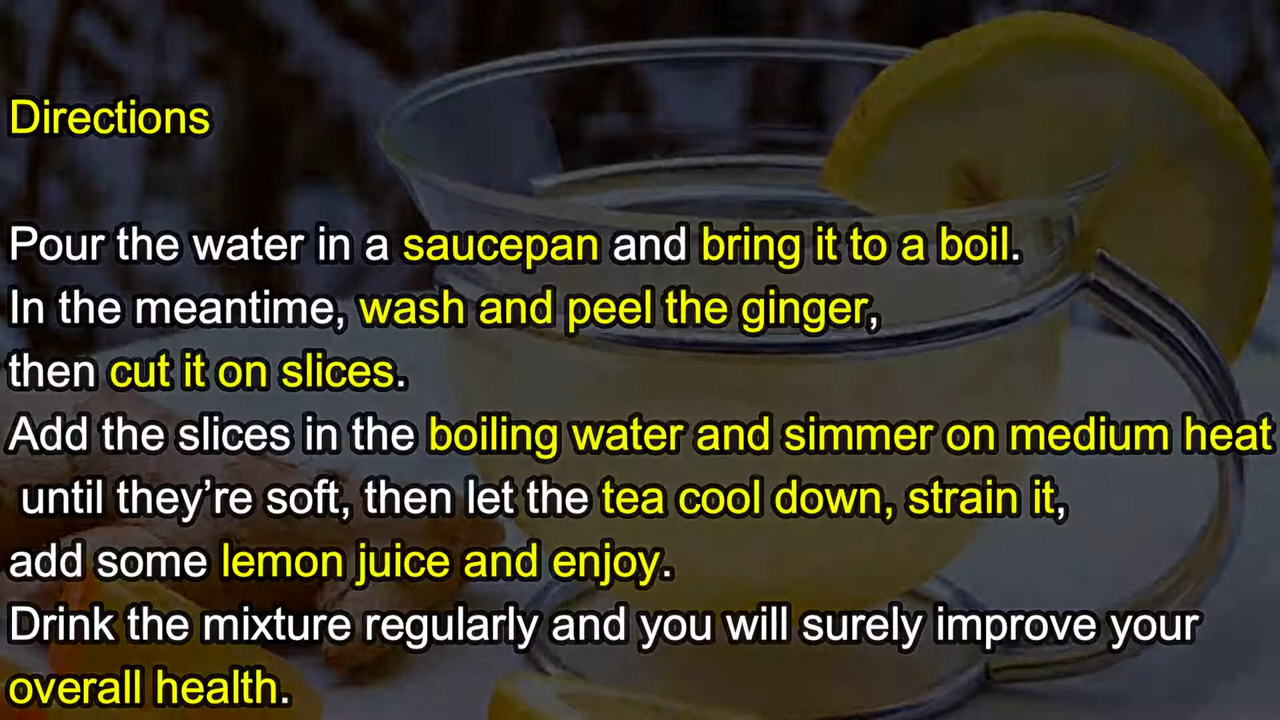 Directions
Pour the water in a saucepan and bring it to a boil.
In the meantime, wash and peel the ginger,
then cut it on slices.
Add the slices in the boiling water and simmer on medium heat
until they’re soft, then let the tea cool down, strain it,
add some lemon juice and enjoy.
Drink the mixture regularly and you will surely improve your
overall health.